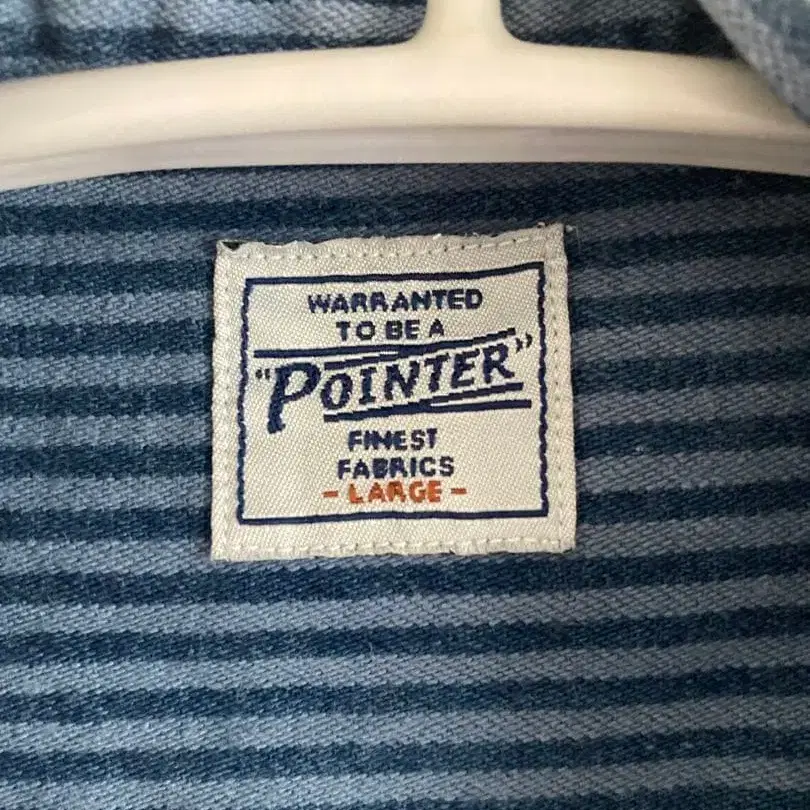 WARRANTED
TO BE A
"POINTER"
FINEST
FABRICS
- LARGE -